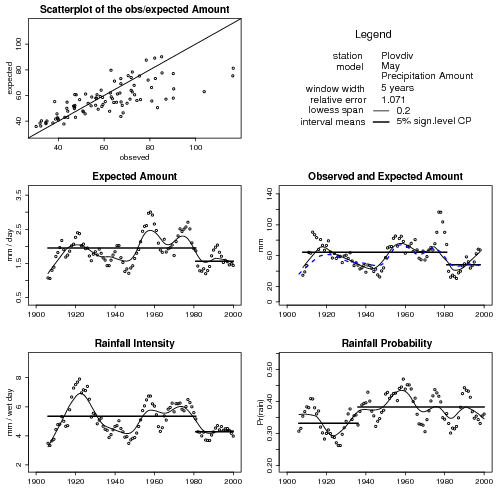 Scatterplot of the obs/expected Amount
expected
100
80
60
40
40
60
80
100
obseved
Legend
station Plovdiv
model May
Precipitation Amount
window width 5 years
relative error 1.071
lowess span 0.2
interval means 5% sign.level CP
Expected Amount
mm / day
3.5
2.5
1.5
0.5
1900 1920 1940 1960 1980 2000
Observed and Expected Amount
mm
140
100
80
60
40
20
0
1900 1920 1940 1960 1980 2000
Rainfall Intensity
mm / wet day
8
6
4
2
1900 1920 1940 1960 1980 2000
Rainfall Probability
Pr(rain)
0.50
0.40
0.30
0.20
1900 1920 1940 1960 1980 2000